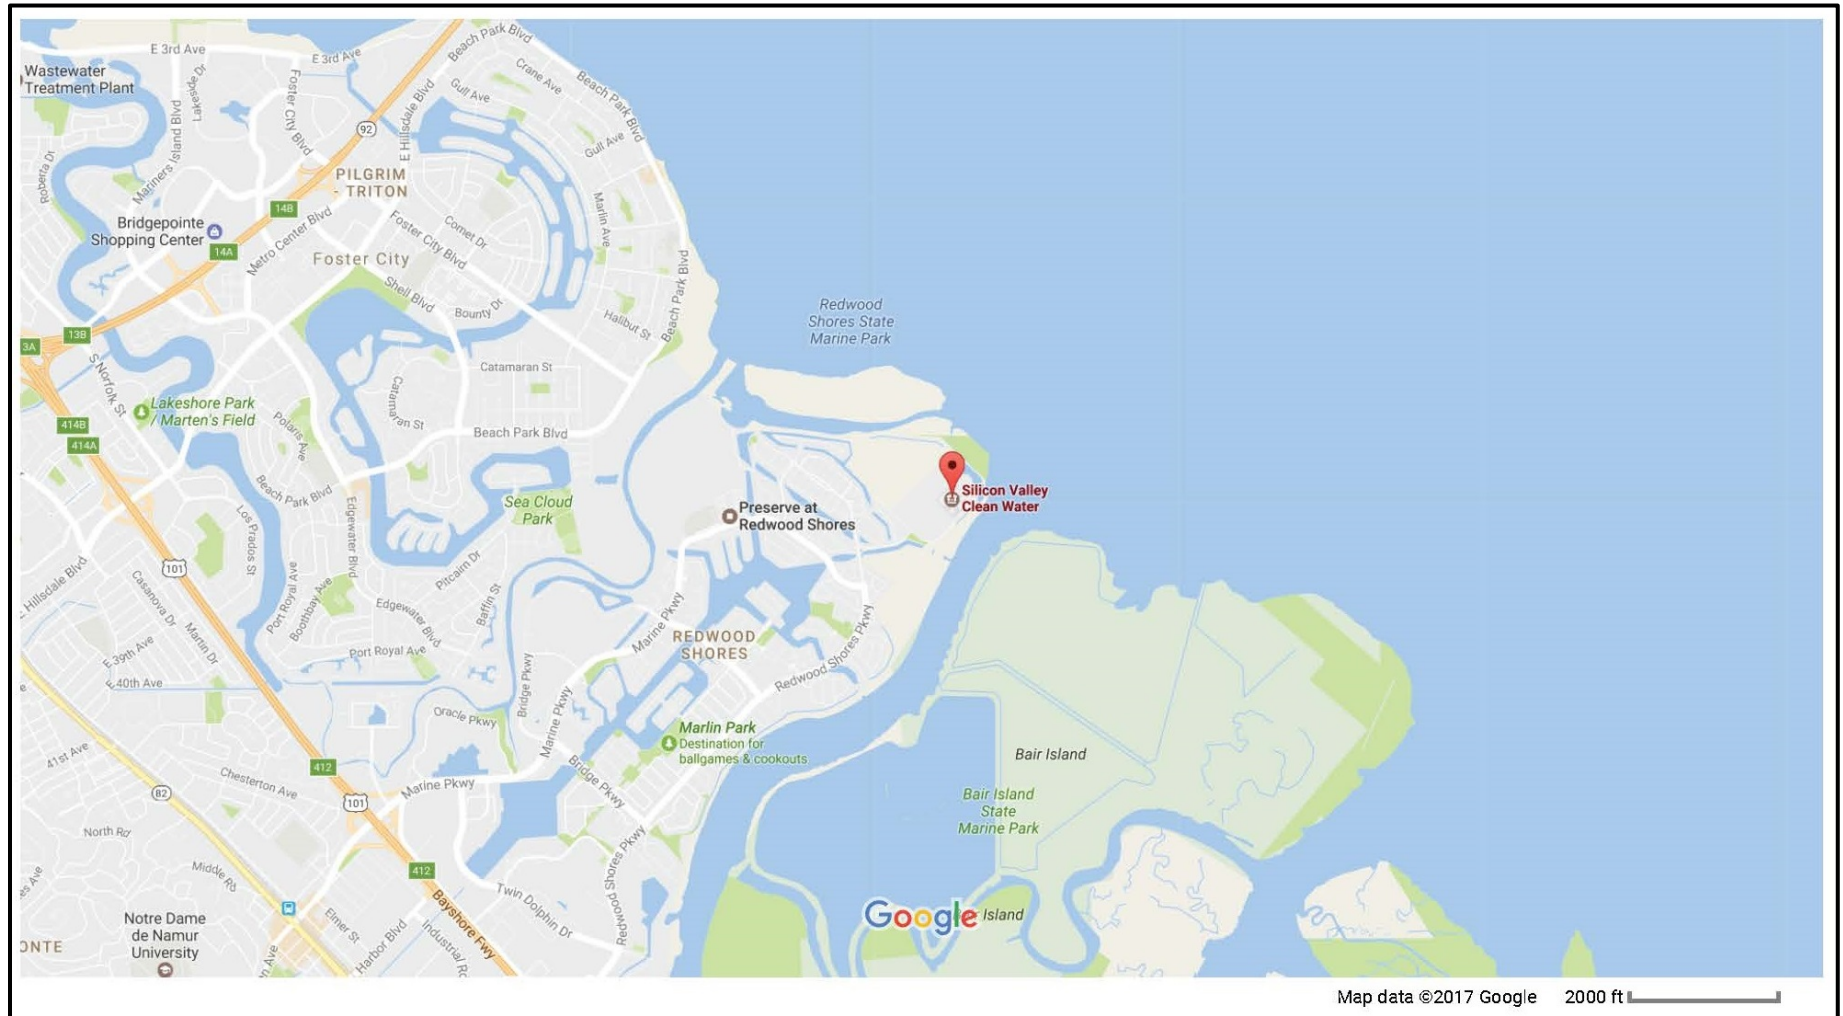 E 3rd Ave
E 3rd Ave
Beach Park Blvd
Wastewater
Treatment Plant
Lakeside Dr
Foster City Blvd
E Hillsdale Blvd
Crane Ave
Gull Ave
Beach Park Blvd
92
Gull Ave
Mariners Island Blvd
Roberta Dr
PILGRIM
- TRITON
14B
Bridgepointe
Shopping Center
14A
Metro Center Blvd
Foster City Blvd
Comet Dr
Marlin Ave
Foster City
Shell Blvd
Bounty Dr
Halibut St
Beach Park Blvd
Redwood
Shores State
Marine Park
13B
3A
S Norfolk St
Catamaran St
Catamaran St
Lakeshore Park
/ Marten's Field
414B
414A
Polaris Ave
Beach Park Blvd
Silicon Valley
Clean Water
Beach Park Blvd
Edgewater Blvd
Sea Cloud
Park
Preserve at
Redwood Shores
Los Prados St
101
Pitcairn Dr
E Hillsdale Blvd
Casanova Dr
Port Royal Ave
Boothbay Ave
Edgewater Blvd
Baffin St
Martin Dr
Marine Pkwy
REDWOOD
SHORES
E 39th Ave
Port Royal Ave
Redwood Shores Pkwy
E 40th Ave
Bridge Pkwy
Oracle Pkwy
Marine Pkwy
Marlin Park
Destination for
ballgames & cookouts
41st Ave
412
Chesterton Ave
Marine Pkwy
Bridge Pkwy
Bair Island
82
101
Bair Island
State
Marine Park
North Rd
Middle Rd
412
Redwood Shores Pkwy
Twin Dolphin Dr
Bayshore Fwy
Notre Dame
de Namur
University
Elmer St
Harbor Blvd
Industrial Rd
ONTE
Google
Island
Map data ©2017 Google
2000 ft